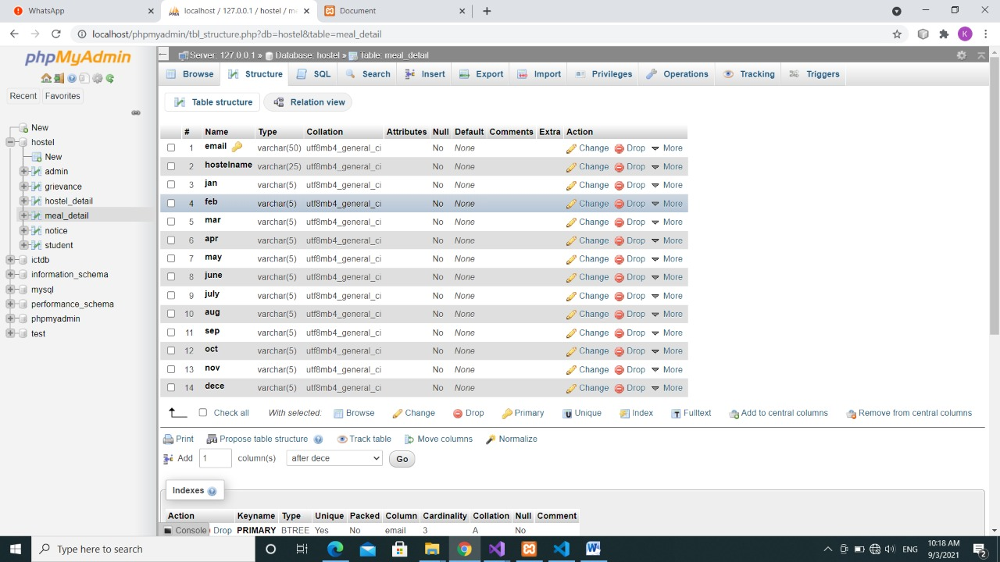 WhatsApp
localhost / 127.0.0.1 / hostel / me
Document
localhost/phpmyadmin/tbl_structure.php?db=hostel&table=meal_detail
K
phpMyAdmin
Recent Favorites
New
hostel
New
admin
grievance
hostel_detail
meal_detail
notice
student
ictdb
information_schema
mysql
performance_schema
phpmyadmin
test
Server: 127.0.0.1 » Database: hostel » Table: meal_detail
Browse Structure SQL Search Insert Export Import Privileges Operations Tracking Triggers
Table structure Relation view
# Name Type Collation Attributes Null Default Comments Extra Action
1 email varchar(50) utf8mb4_general_ci No None Change Drop More
2 hostelname varchar(25) utf8mb4_general_ci No None Change Drop More
3 jan varchar(5) utf8mb4_general_ci No None Change Drop More
4 feb varchar(5) utf8mb4_general_ci No None Change Drop More
5 mar varchar(5) utf8mb4_general_ci No None Change Drop More
6 apr varchar(5) utf8mb4_general_ci No None Change Drop More
7 may varchar(5) utf8mb4_general_ci No None Change Drop More
8 june varchar(5) utf8mb4_general_ci No None Change Drop More
9 july varchar(5) utf8mb4_general_ci No None Change Drop More
10 aug varchar(5) utf8mb4_general_ci No None Change Drop More
11 sep varchar(5) utf8mb4_general_ci No None Change Drop More
12 oct varchar(5) utf8mb4_general_ci No None Change Drop More
13 nov varchar(5) utf8mb4_general_ci No None Change Drop More
14 dece varchar(5) utf8mb4_general_ci No None Change Drop More
Check all With selected: Browse Change Drop Primary Unique Index Fulltext Add to central columns Remove from central columns
Print Propose table structure Track table Move columns Normalize
Add 1 column(s) after dece Go
Indexes
Action Keyname Type Unique Packed Column Cardinality Collation Null Comment
Console Drop PRIMARY BTREE Yes No email 3 A No
Type here to search
ENG
10:18 AM
9/3/2021
2